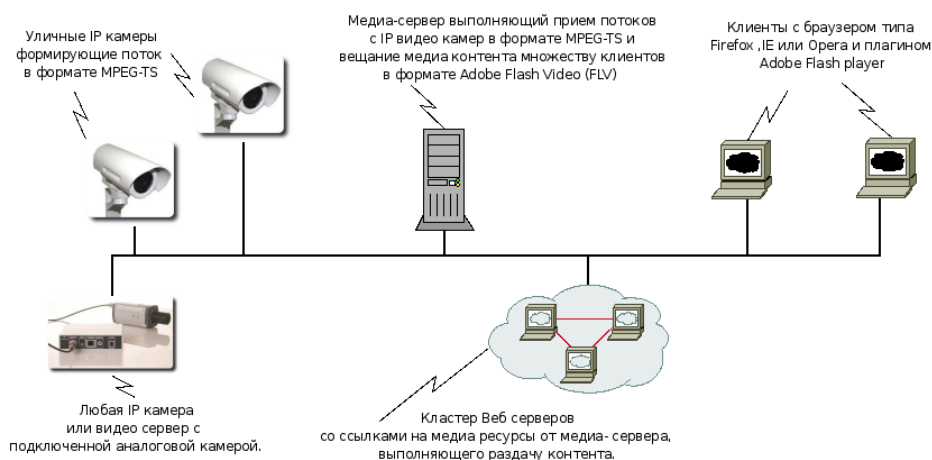 Уличные IP камеры
формирующие поток
в формате MPEG-TS
Медиа-сервер выполняющий прием потоков
с IP видео камер в формате MPEG-TS и
вещание медиа контента множеству клиентов
в формате Adobe Flash Video (FLV)
Клиенты с браузером типа
Firefox ,IE или Opera и плагином
Adobe Flash player
Любая IP камера
или видео сервер с
подключенной аналоговой камерой.
Кластер Веб серверов
со ссылками на медиа ресурсы от медиа- сервера,
выполняющего раздачу контента.